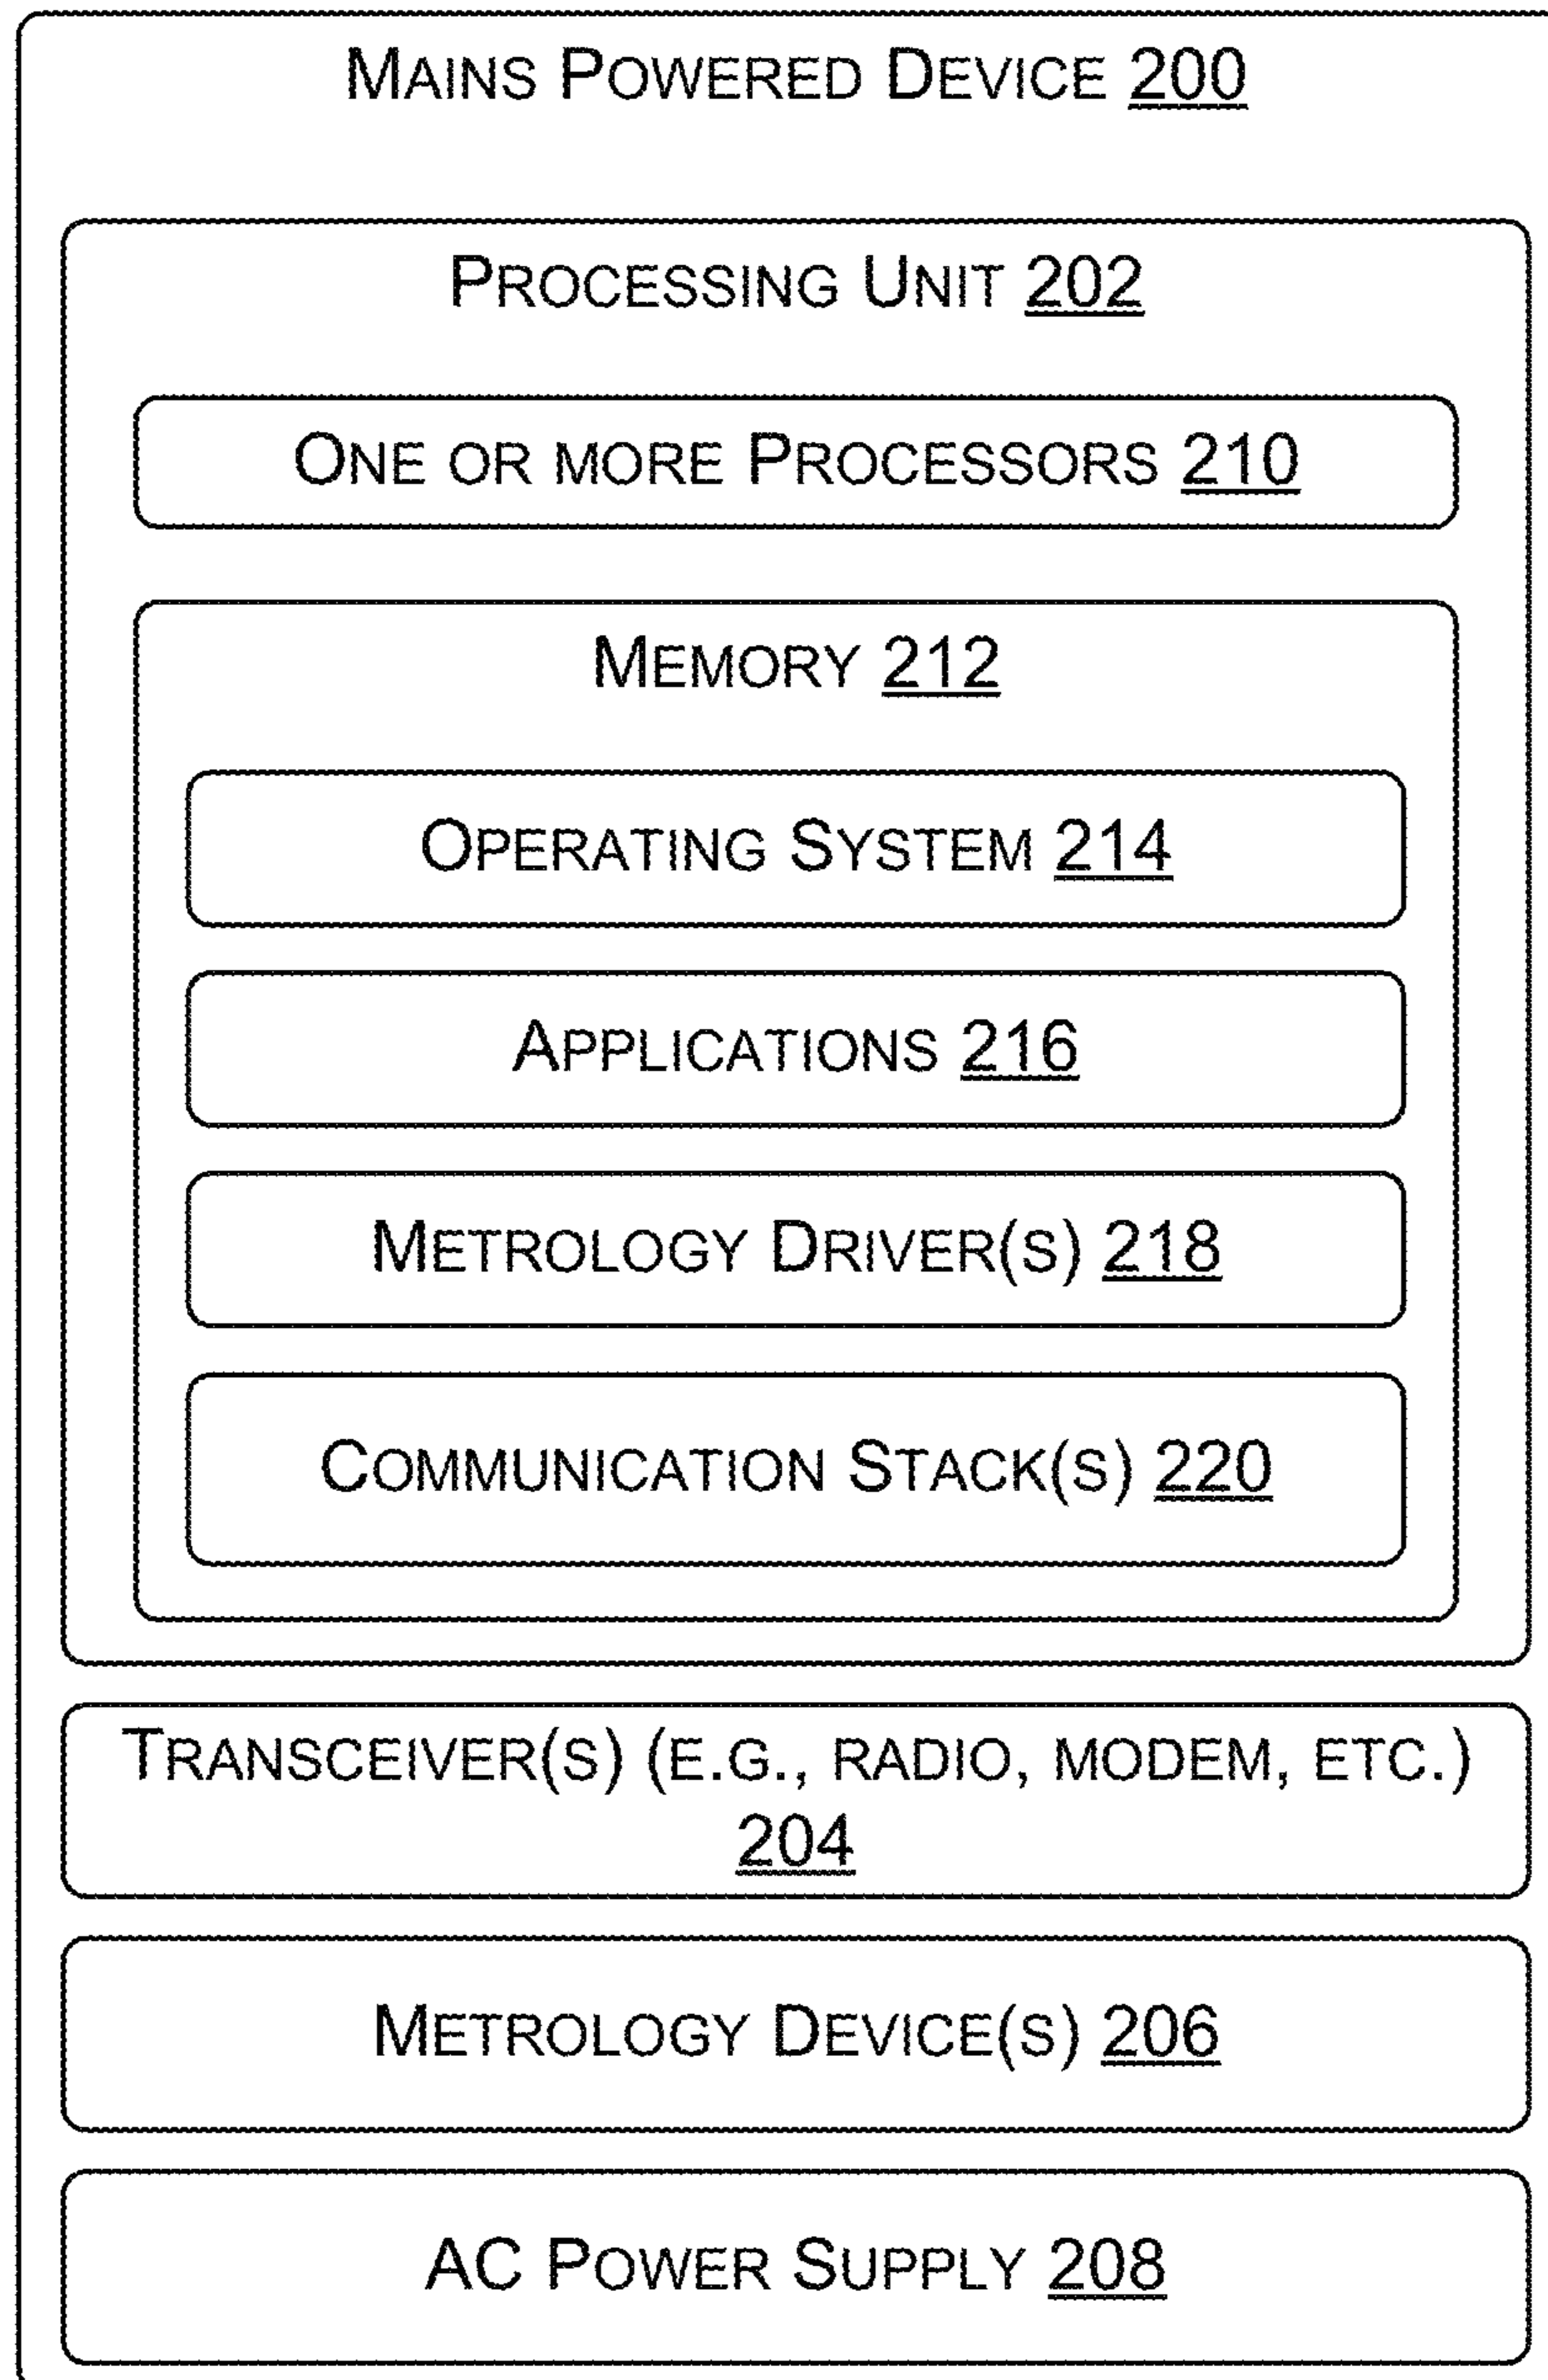 MAINS POWERED DEVICE 200
PROCESSING UNIT 202
ONE OR MORE PROCESSORS 210
MEMORY 212
OPERATING SYSTEM 214
APPLICATIONS 216
METROLOGY DRIVER(S) 218
COMMUNICATION STACK(S) 220
TRANSCEIVER(S) (E.G., RADIO, MODEM, ETC.)
204
METROLOGY DEVICE(S) 206
AC POWER SUPPLY 208